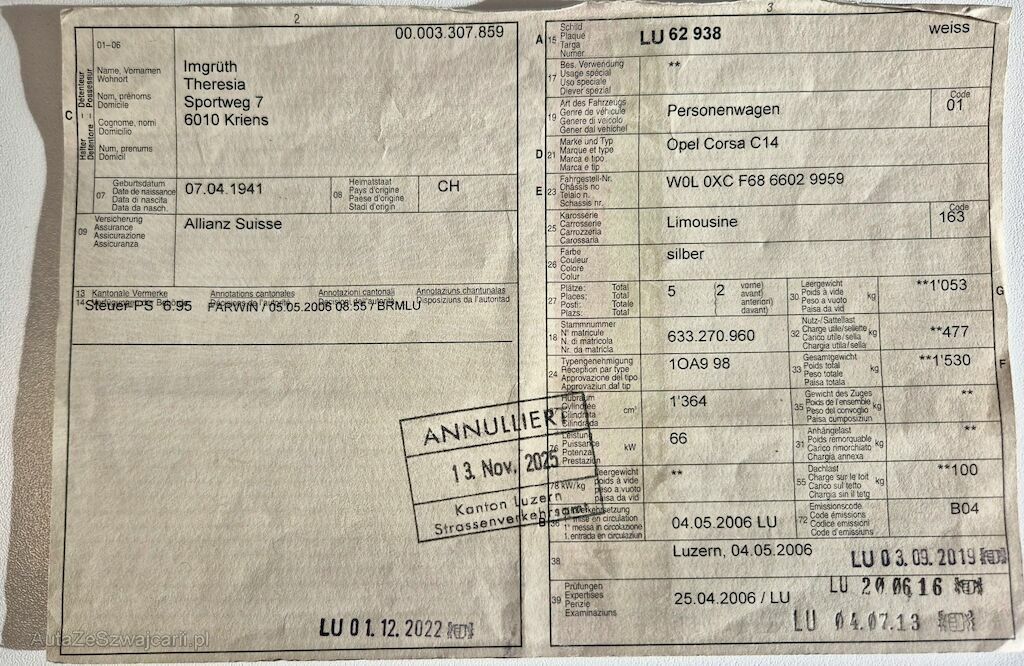 2
00.003.307.859
01-06
Name, Vornamen
Wohnort
Nom, prénoms
Domicile
Cognome, nomi
Domicilio
Num, prenums
Domicil
C
Halter Détenteur
Detentore Possessur
Imgrüth
Theresia
Sportweg 7
6010 Kriens
07
Geburtsdatum
Date de naissance
Data di nascita
Data da nasch.
07.04.1941
08
Heimatstaat
Pays d'origine
Paese d'origine
Stadi d'origin
CH
09
Versicherung
Assurance
Assicurazione
Assicuranza
Allianz Suisse
13 Kantonale Vermerke
Annotations cantonales
Annotazioni cantonali
Annotaziuns chantunalas
14
Decisions de l'autorité
Decisioni dell'autorità
Disposiziuns da l'autoritad
Steuer-PS 6.95 FARWIN / 05.05.2006 08:55 / BRMLU
ANNULLIERT
13. Nov. 2025
Kanton Luzern
Strassenverkehrsamt
LU 01.12.2022
AutaZeSzwajcarii.pl
3
A 15
Schild
Plaque
Targa
Numer
LU 62 938
weiss
17
Bes. Verwendung
Usage spécial
Uso speciale
Diever spezial
**
19
Art des Fahrzeugs
Genre de véhicule
Genere di veicolo
Gener dal vehichel
Personenwagen
Code
01
D 21
Marke und Typ
Marque et type
Marca e tipo
Marca e tip
Opel Corsa C14
E 23
Fahrgestell-Nr.
Châssis no
Telaio n.
Schassis nr.
W0L 0XC F68 6602 9959
25
Karosserie
Carrosserie
Carrozzeria
Carossaria
Limousine
Code
163
26
Farbe
Couleur
Colore
Colur
silber
27
Plätze: Total
Places: Total
Posti: Totale
Plazs: Total
5 (2
vorne)
avant)
anteriori)
davant)
30
Leergewicht
Poids à vide
Peso a vuoto
Paisa da vid
kg
**1'053
G
18
Stammnummer
N° matricule
N. di matricola
Nr. da matricla
633.270.960
32
Nutz-/Sattellast
Charge utile/sellette
Carico utile/sella
Chargia utila/sella
kg
**477
24
Typengenehmigung
Réception par type
Approvazione del tipo
Approvaziun dal tip
1OA9 98
33
Gesamtgewicht
Poids total
Peso totale
Paisa totala
kg
**1'530
F
Hubraum
Cylindrée
Cilindrata
Cilindrada
cm³
1'364
35
Gewicht des Zuges
Poids de l'ensemble
Peso del convoglio
Paisa cumposiziun
kg
**
76
Leistung
Puissance
Potenza
Prestaziun
kW
66
31
Anhängelast
Poids remorquable
Carico rimorchiato
Chargia annexa
kg
**
78 kW/kg
Leergewicht
poids à vide
peso a vuoto
paisa da vid
**
55
Dachlast
Charge sur le toit
Carico sul tetto
Chargia sin il tetg
kg
**100
B 36
1. Inverkehrsetzung
1re mise en circulation
1a messa in circolazione
1. entrada en circulaziun
04.05.2006 LU
72
Emissionscode
Code émissions
Codice emissioni
Code d'emissiuns
B04
38
Luzern, 04.05.2006
LU 03.09.2019
39
Prüfungen
Expertises
Perizie
Examinaziuns
25.04.2006 / LU
LU 20 06 16
LU 04.07.13